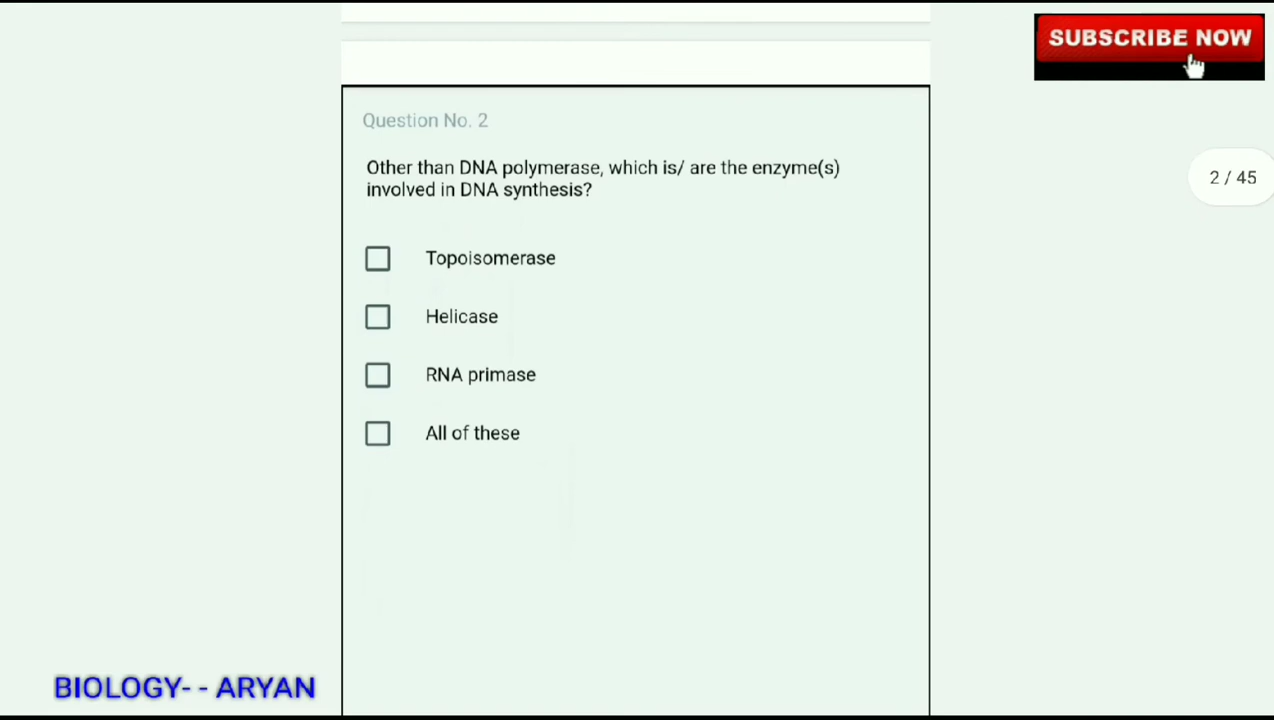 SUBSCRIBE NOW
Question No. 2
Other than DNA polymerase, which is/ are the enzyme(s)
involved in DNA synthesis?
2 / 45
Topoisomerase
Helicase
RNA primase
All of these
BIOLOGY- - ARYAN